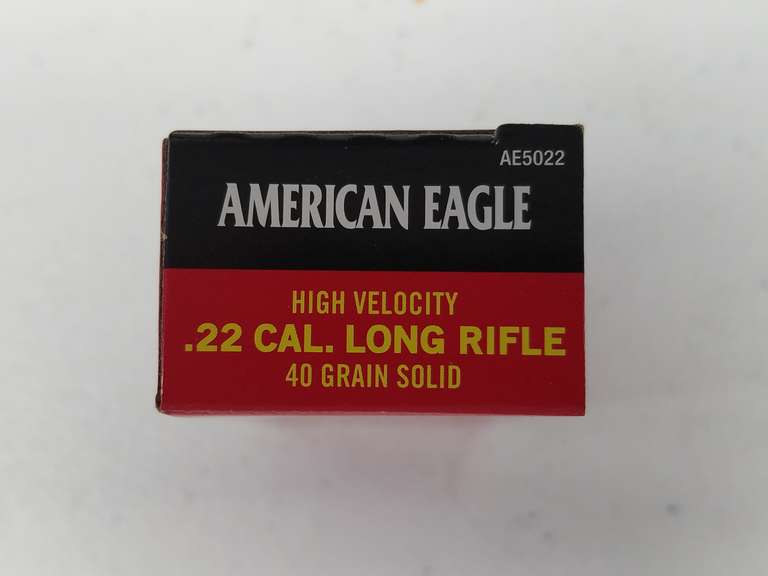 AE5022
AMERICAN EAGLE
HIGH VELOCITY
.22 CAL. LONG RIFLE
40 GRAIN SOLID